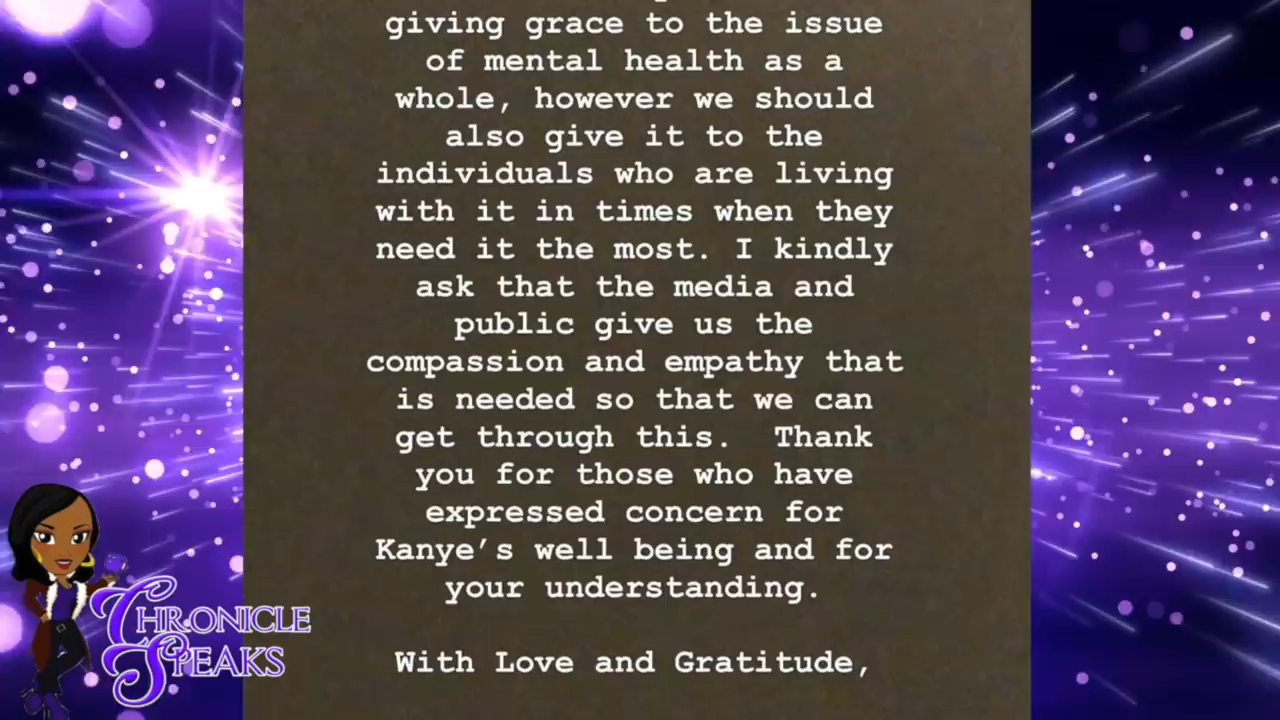 giving grace to the issue
of mental health as a
whole, however we should
also give it to the
individuals who are living
with it in times when they
need it the most. I kindly
ask that the media and
public give us the
compassion and empathy that
is needed so that we can
get through this.  Thank
you for those who have
expressed concern for
Kanye’s well being and for
your understanding.
With Love and Gratitude,
CHRONICLE
SPEAKS